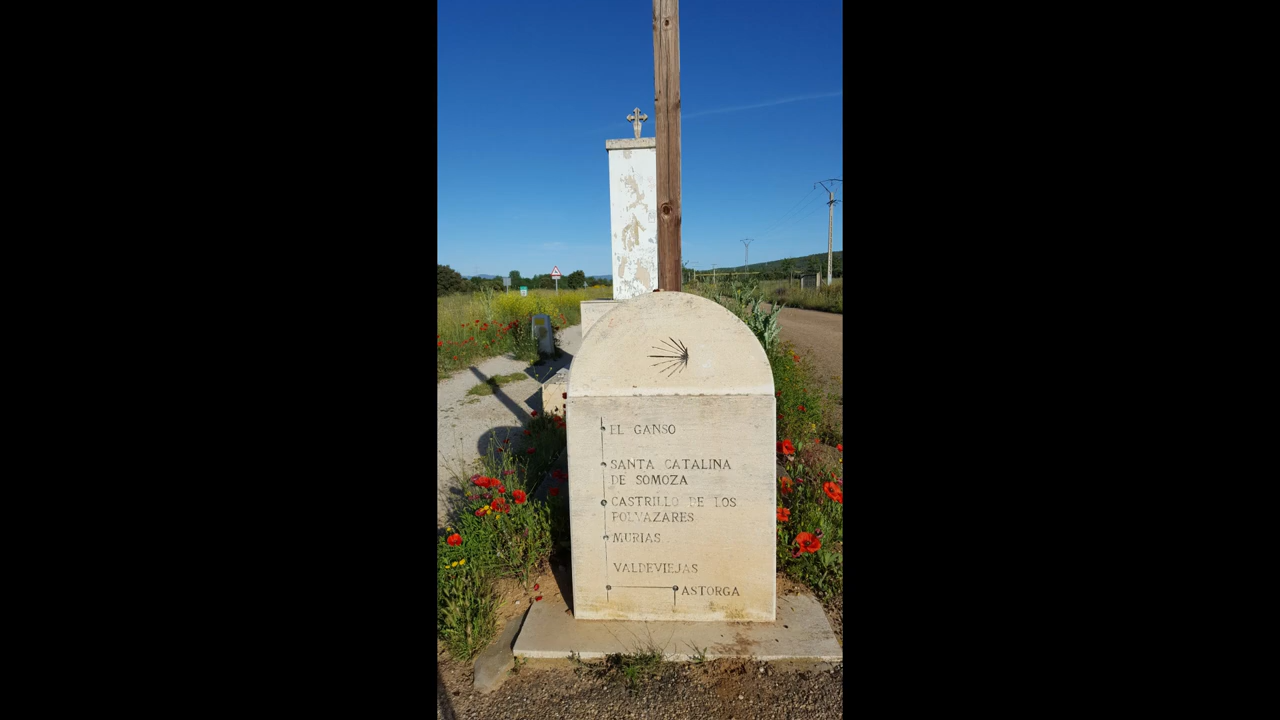 EL GANSO
SANTA CATALINA
DE SOMOZA
CASTRILLO DE LOS
POLVAZARES
MURIAS
VALDEVIEJAS
ASTORGA